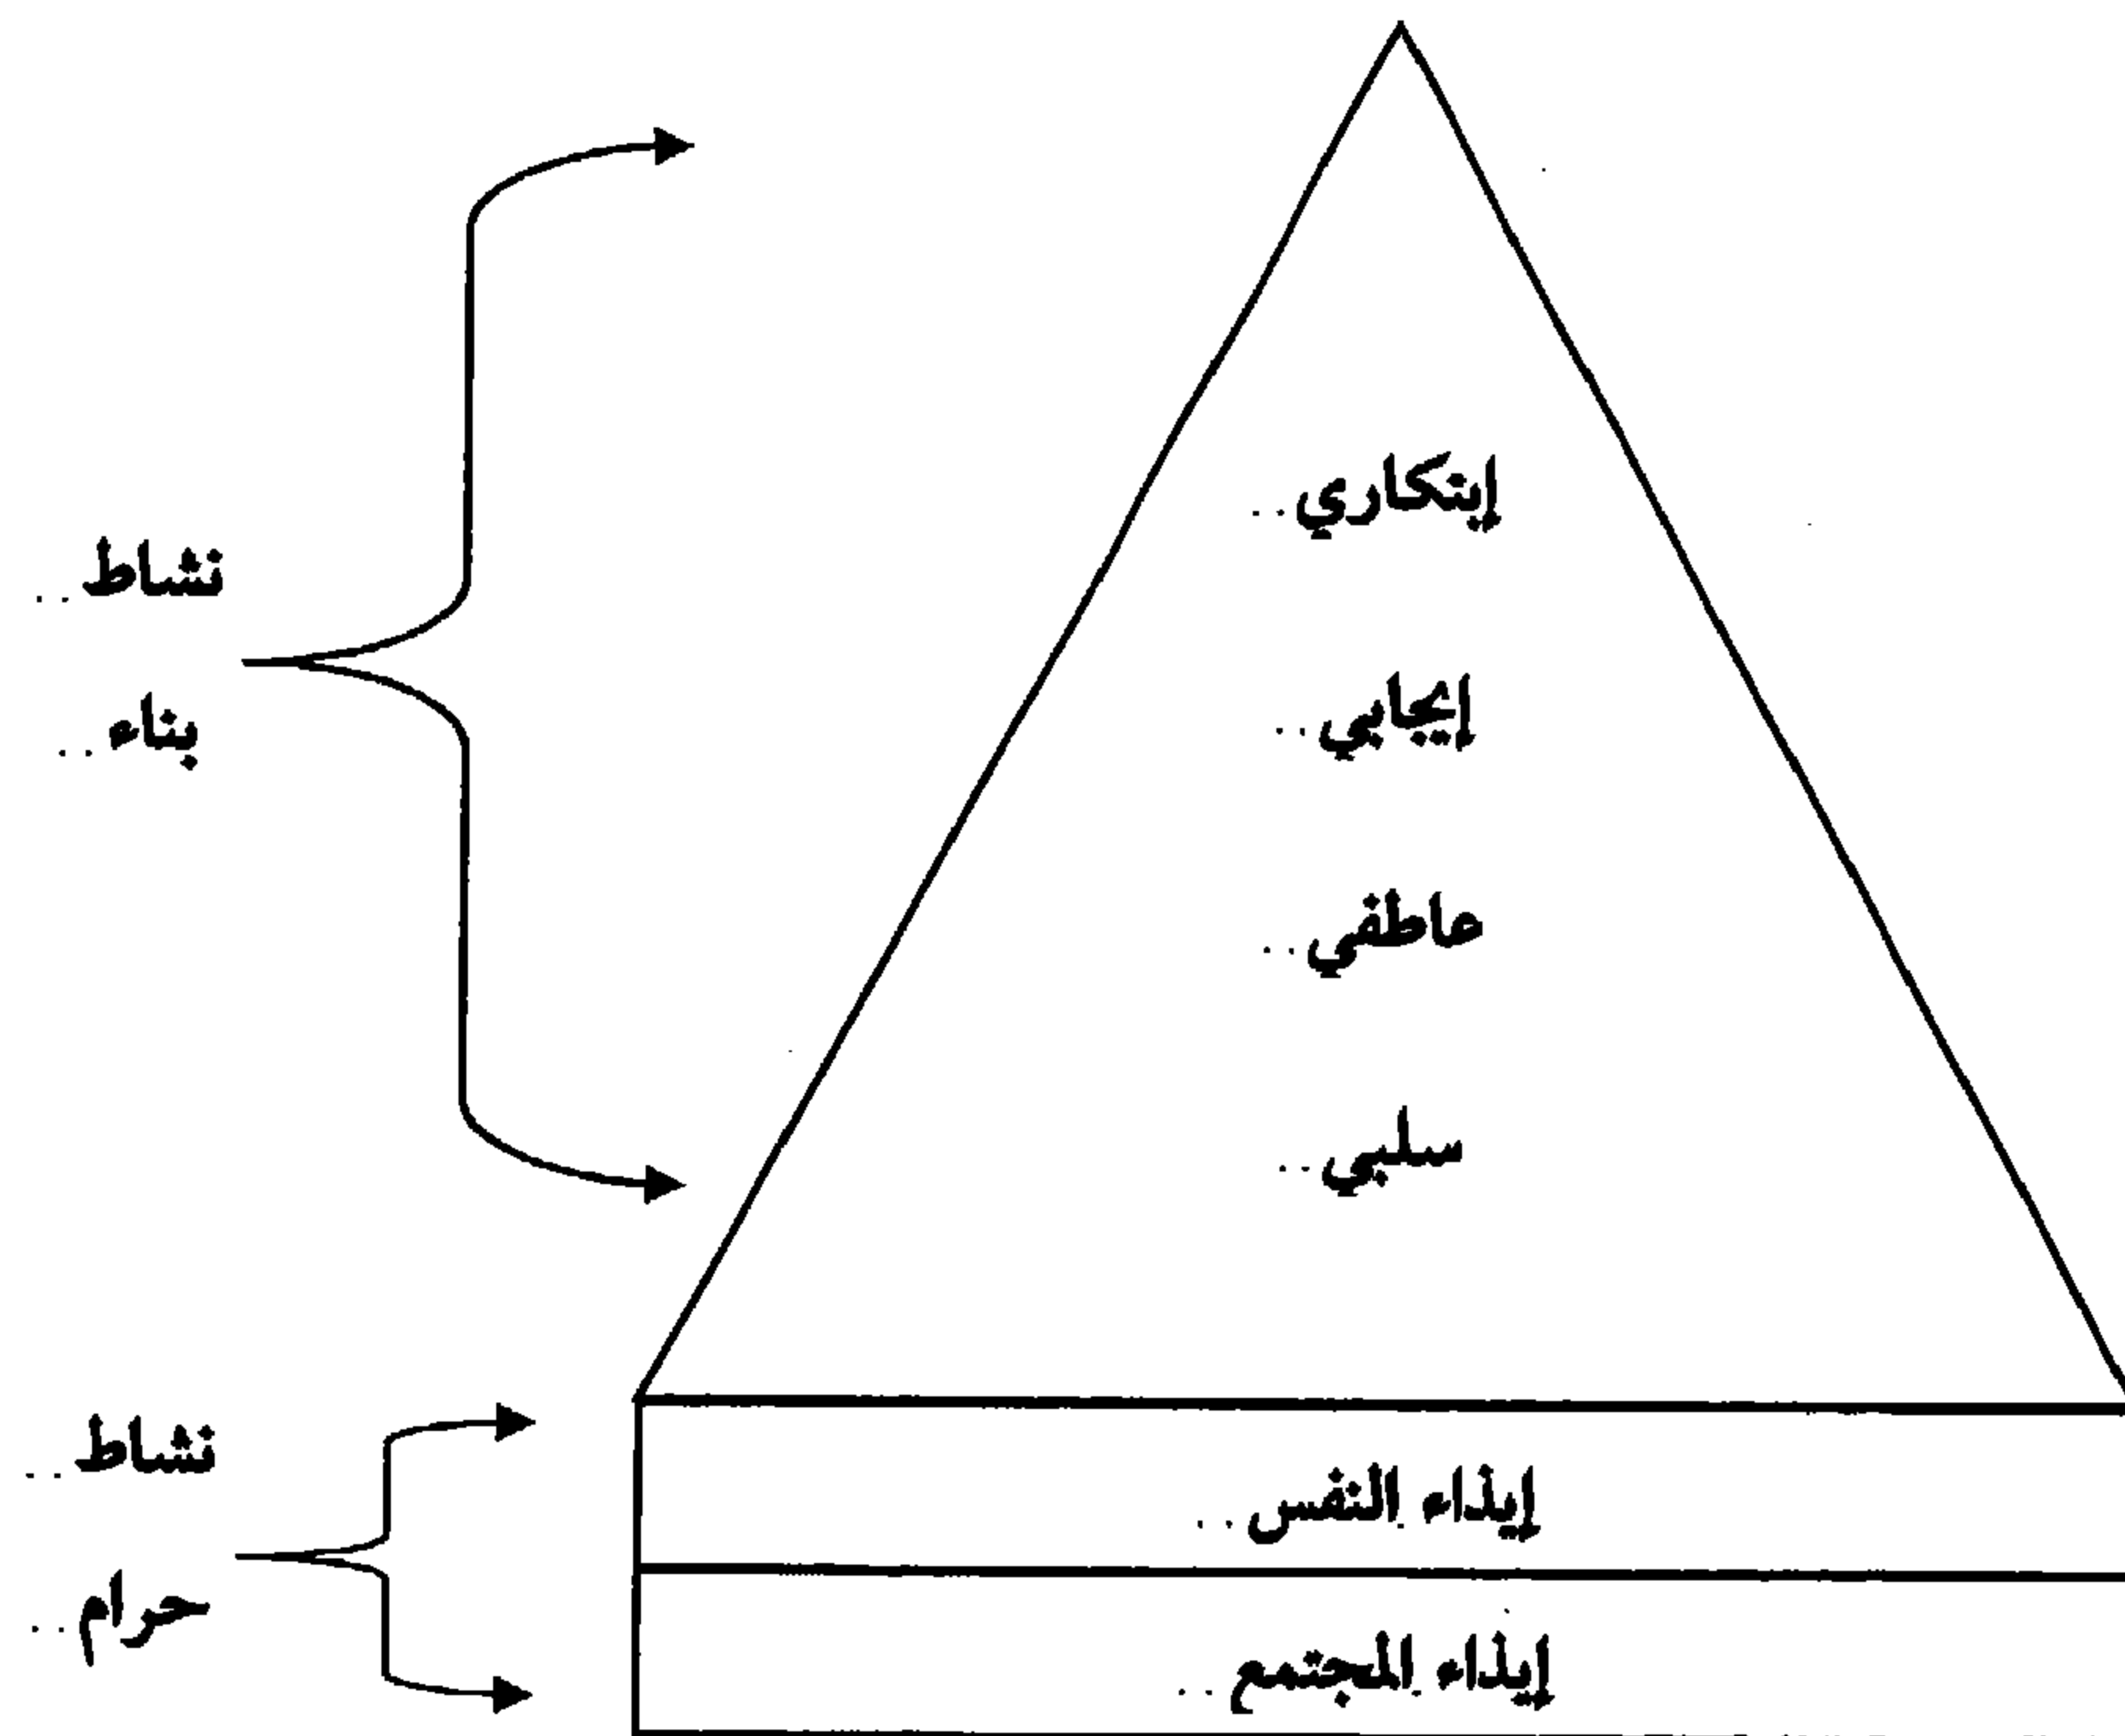 إبتكاري..
إيجابي..
عاطفي..
سلبي..
نشاط..
بناء..
إيذاء النفس..
إيذاء المجتمع..
نشاط..
حرام..